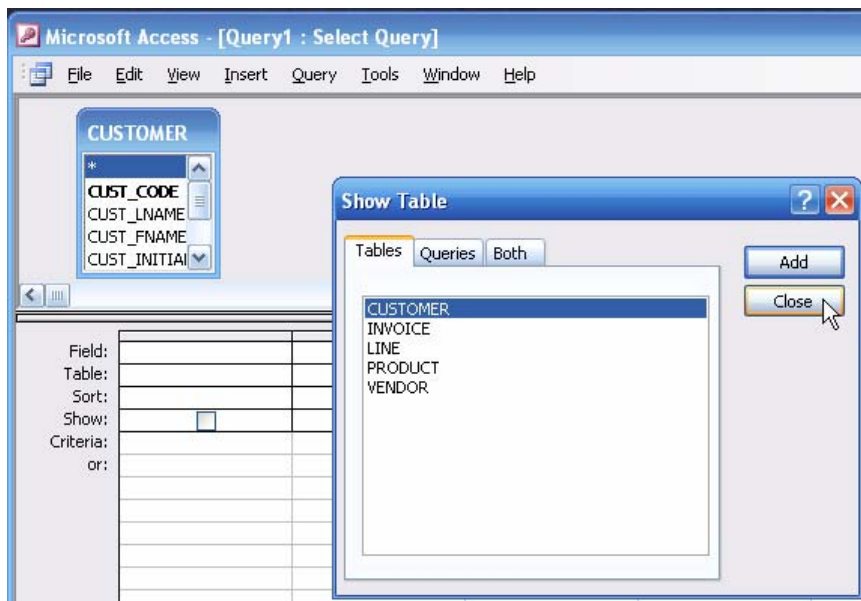 Microsoft Access - [Query1 : Select Query]
File Edit View Insert Query Tools Window Help
CUSTOMER
*
CUST_CODE
CUST_LNAME
CUST_FNAME
CUST_INITIAL
Show Table
Tables Queries Both
Add
Close
CUSTOMER
INVOICE
LINE
PRODUCT
VENDOR
Field:
Table:
Sort:
Show:
Criteria:
or: